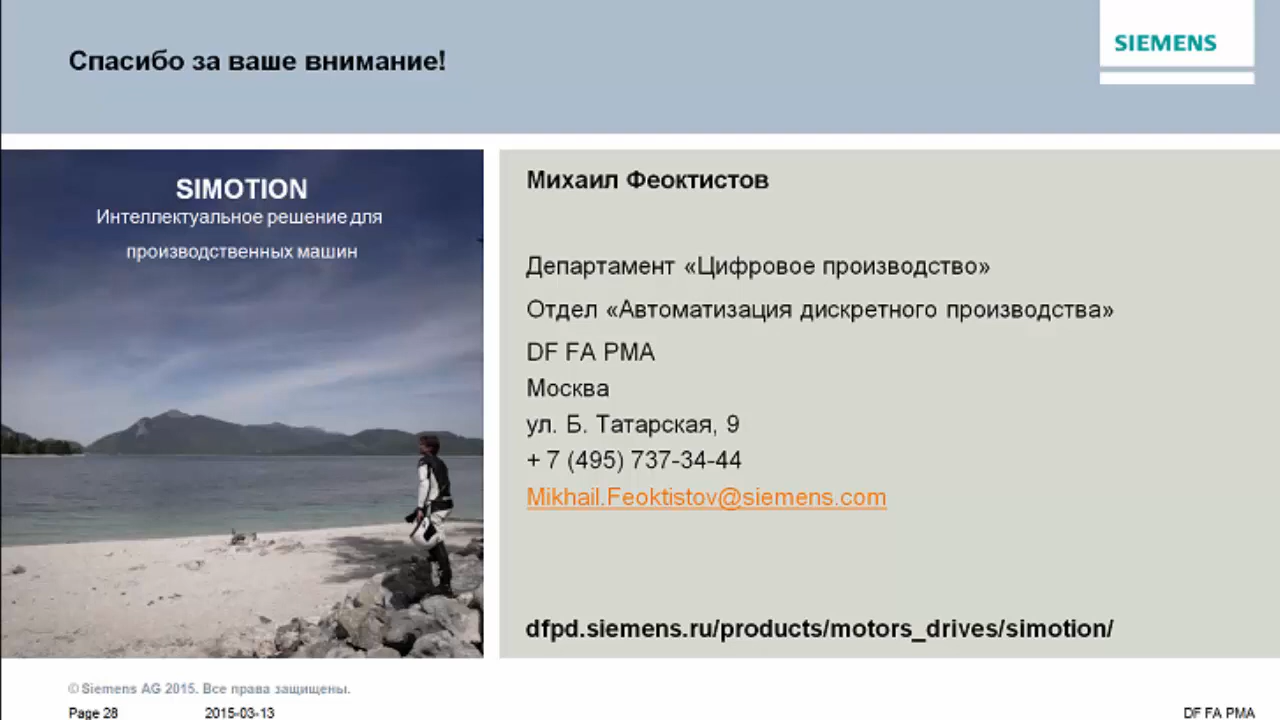 Спасибо за ваше внимание!
SIEMENS
SIMOTION
Интеллектуальное решение для
производственных машин
Михаил Феоктистов
Департамент «Цифровое производство»
Отдел «Автоматизация дискретного производства»
DF FA PMA
Москва
ул. Б. Татарская, 9
+ 7 (495) 737-34-44
Mikhail.Feoktistov@siemens.com
dfpd.siemens.ru/products/motors_drives/simotion/
© Siemens AG 2015. Все права защищены.
Page 28
2015-03-13
DF FA PMA